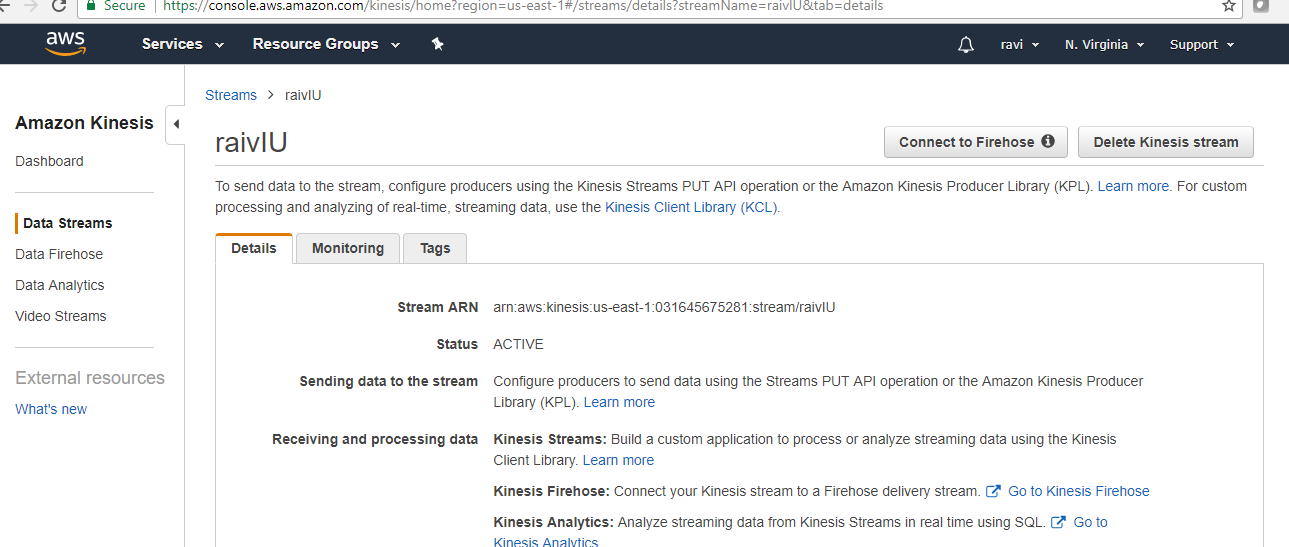 Secure https://console.aws.amazon.com/kinesis/home?region=us-east-1#/streams/details?streamName=raivIU&tab=details
aws Services Resource Groups ravi N. Virginia Support
Streams > raivIU
Amazon Kinesis
raivIU
Connect to Firehose Delete Kinesis stream
Dashboard
To send data to the stream, configure producers using the Kinesis Streams PUT API operation or the Amazon Kinesis Producer Library (KPL). Learn more. For custom
processing and analyzing of real-time, streaming data, use the Kinesis Client Library (KCL).
Data Streams
Data Firehose
Data Analytics
Video Streams
External resources
What's new
Details Monitoring Tags
Stream ARN arn:aws:kinesis:us-east-1:031645675281:stream/raivIU
Status ACTIVE
Sending data to the stream Configure producers to send data using the Streams PUT API operation or the Amazon Kinesis Producer
Library (KPL). Learn more
Receiving and processing data Kinesis Streams: Build a custom application to process or analyze streaming data using the Kinesis
Client Library. Learn more
Kinesis Firehose: Connect your Kinesis stream to a Firehose delivery stream. Go to Kinesis Firehose
Kinesis Analytics: Analyze streaming data from Kinesis Streams in real time using SQL. Go to
Kinesis Analytics